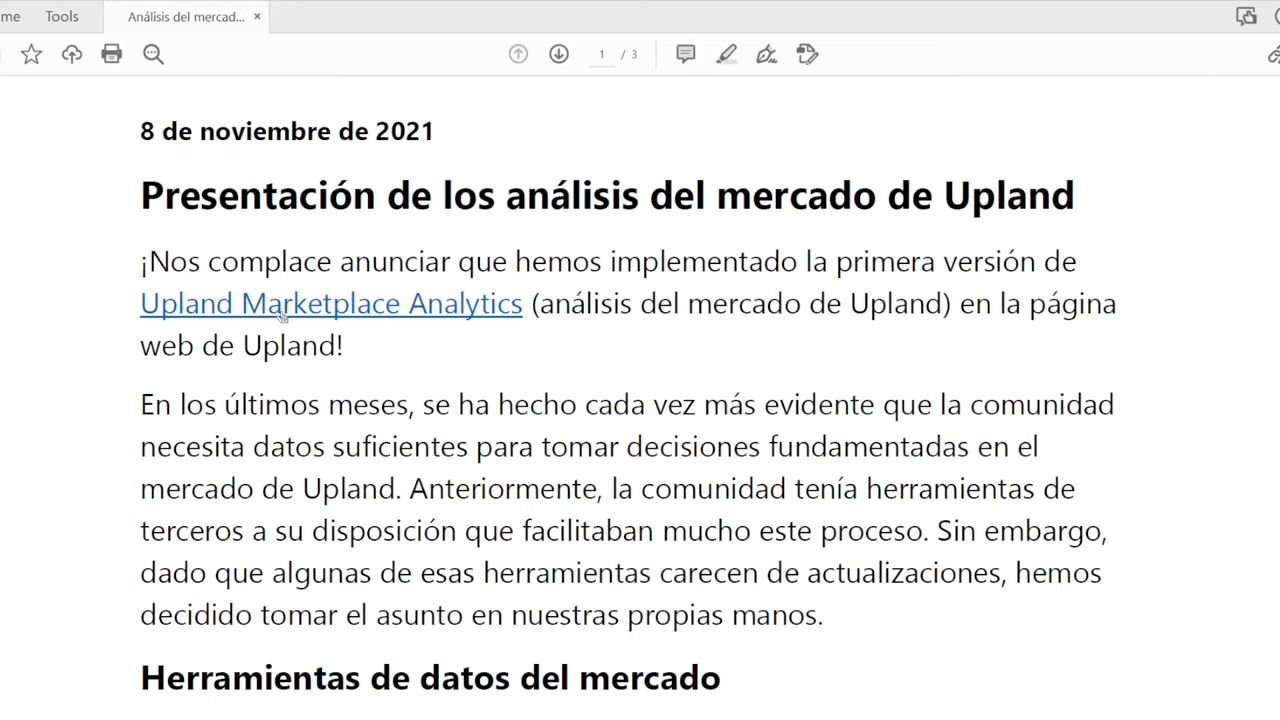 me Tools Análisis del mercad... ×
1 / 3
8 de noviembre de 2021
Presentación de los análisis del mercado de Upland
¡Nos complace anunciar que hemos implementado la primera versión de
Upland Marketplace Analytics (análisis del mercado de Upland) en la página
web de Upland!
En los últimos meses, se ha hecho cada vez más evidente que la comunidad
necesita datos suficientes para tomar decisiones fundamentadas en el
mercado de Upland. Anteriormente, la comunidad tenía herramientas de
terceros a su disposición que facilitaban mucho este proceso. Sin embargo,
dado que algunas de esas herramientas carecen de actualizaciones, hemos
decidido tomar el asunto en nuestras propias manos.
Herramientas de datos del mercado